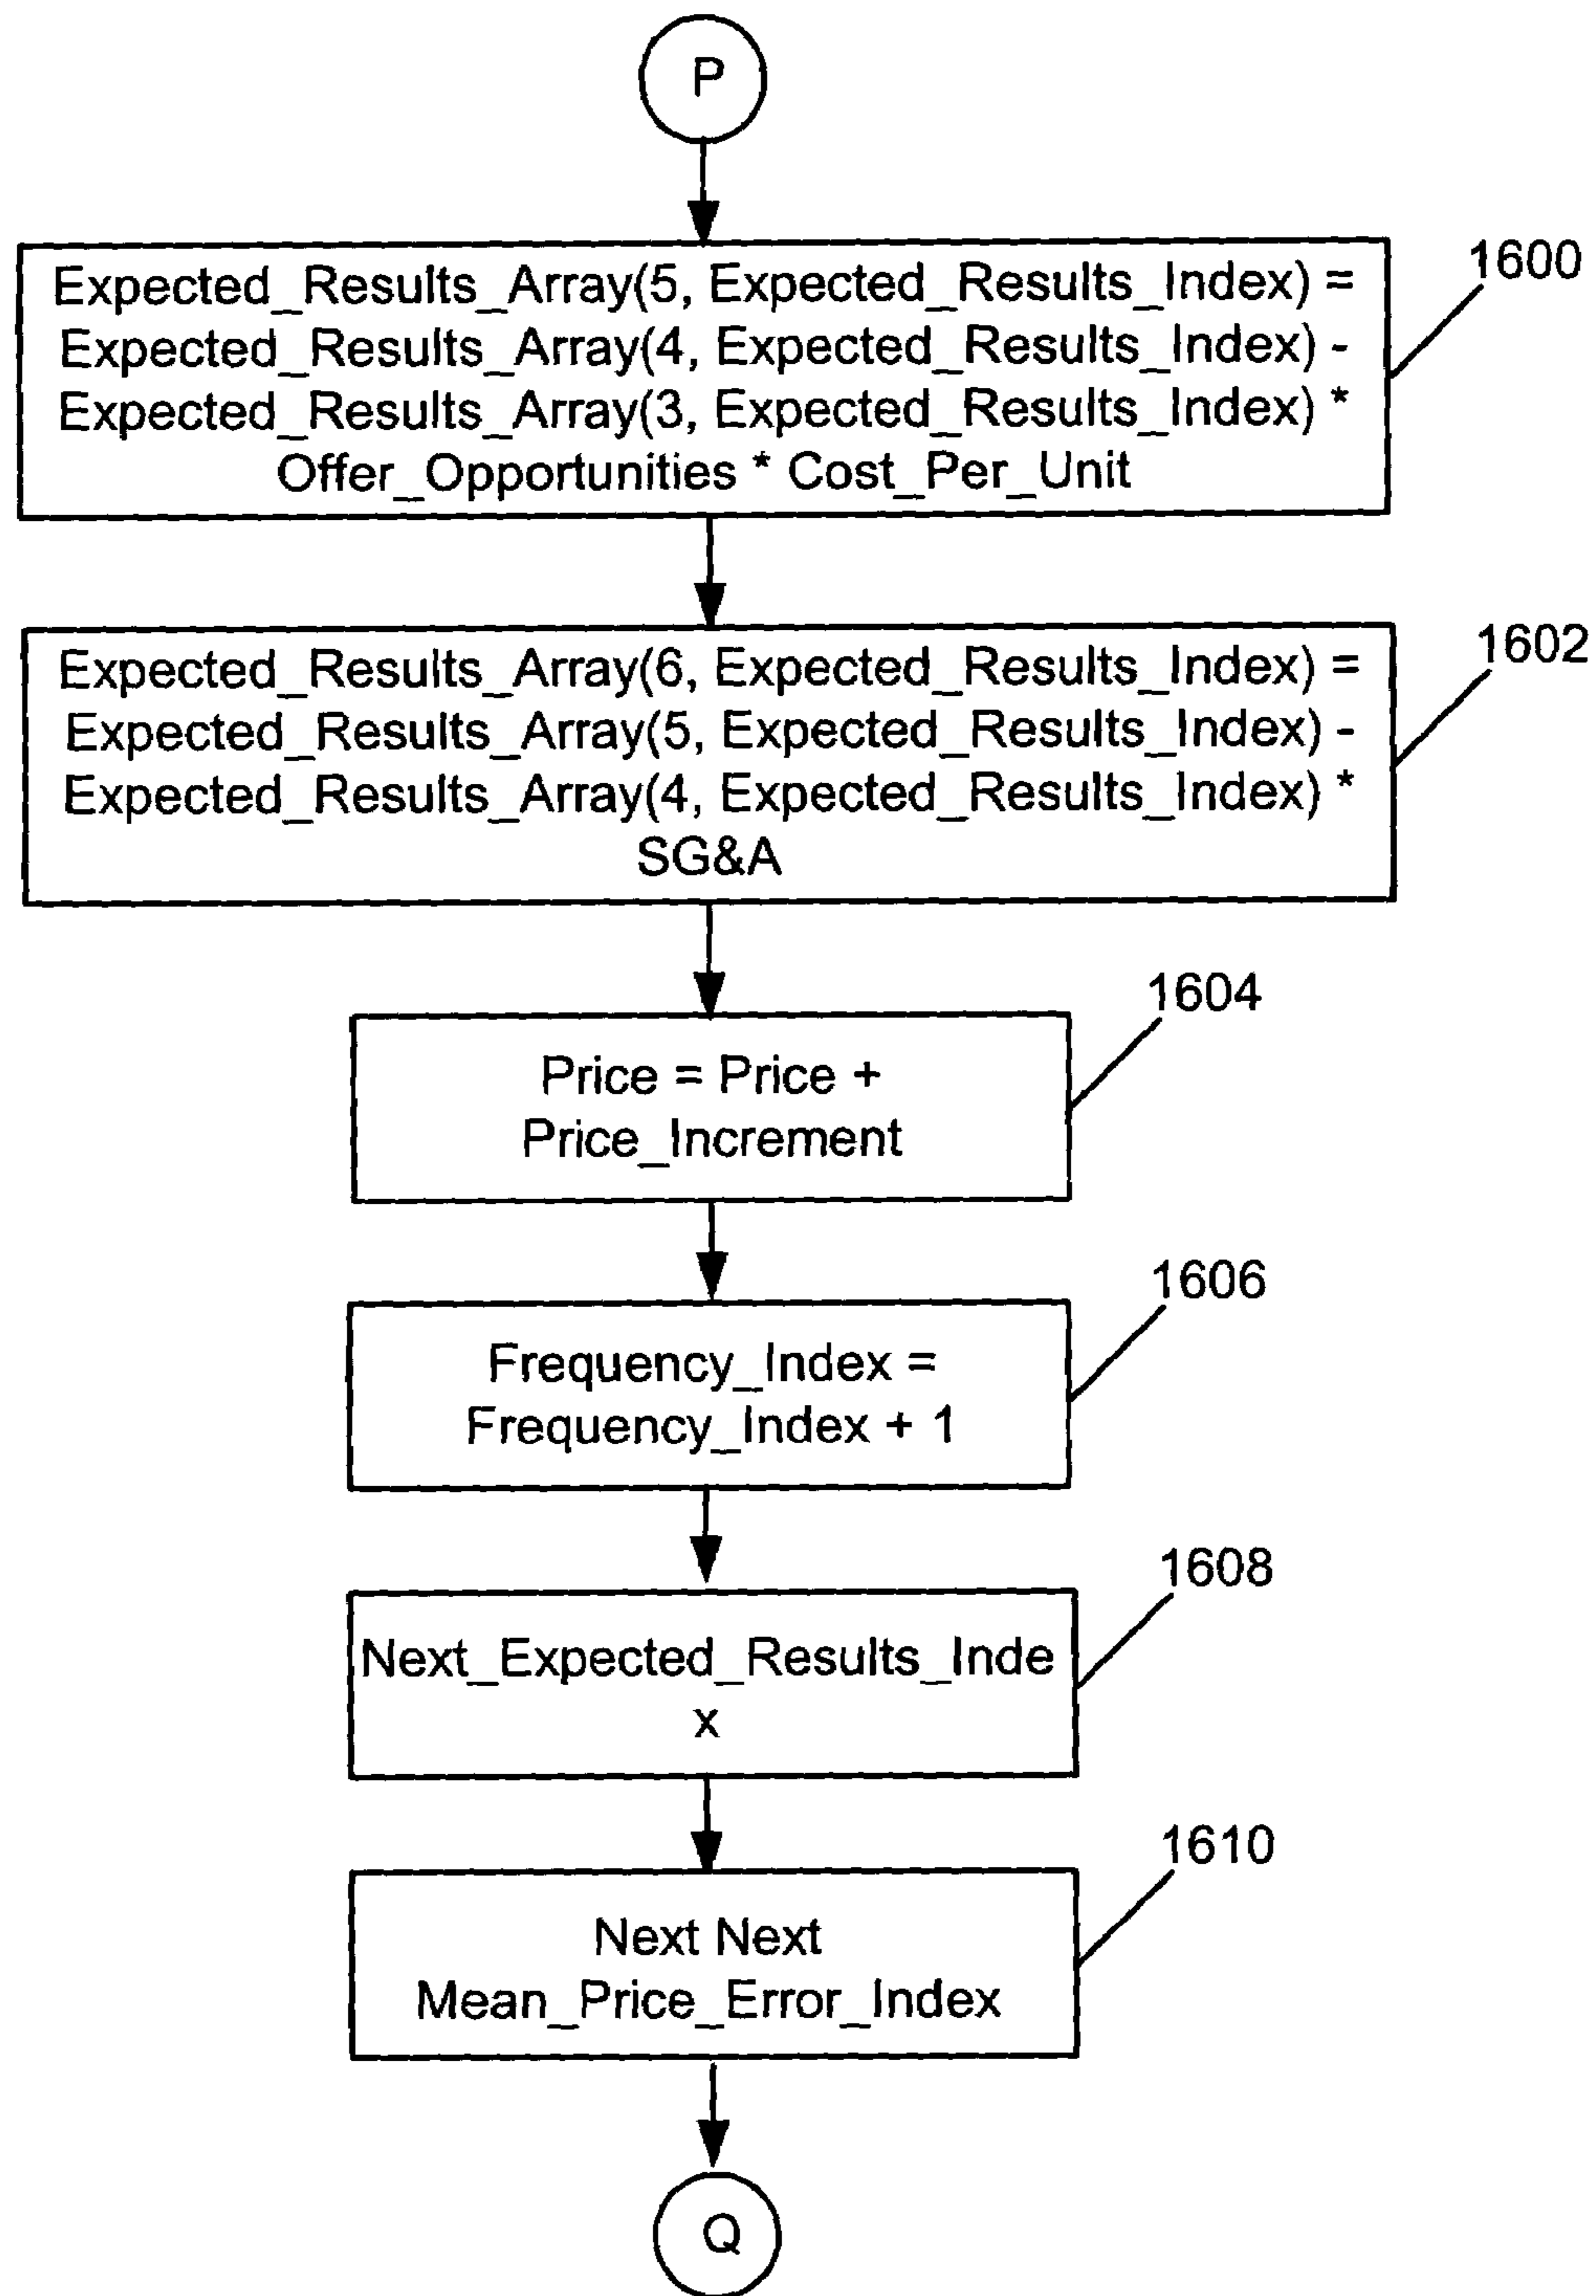 P
1600
Expected_Results_Array(5, Expected_Results_Index) =
Expected_Results_Array(4, Expected_Results_Index) -
Expected_Results_Array(3, Expected_Results_Index) *
Offer_Opportunities * Cost_Per_Unit
1602
Expected_Results_Array(6, Expected_Results_Index) =
Expected_Results_Array(5, Expected_Results_Index) -
Expected_Results_Array(4, Expected_Results_Index) *
SG&A
1604
Price = Price +
Price_Increment
1606
Frequency_Index =
Frequency_Index + 1
1608
Next_Expected_Results_Inde
x
1610
Next Next
Mean_Price_Error_Index
Q